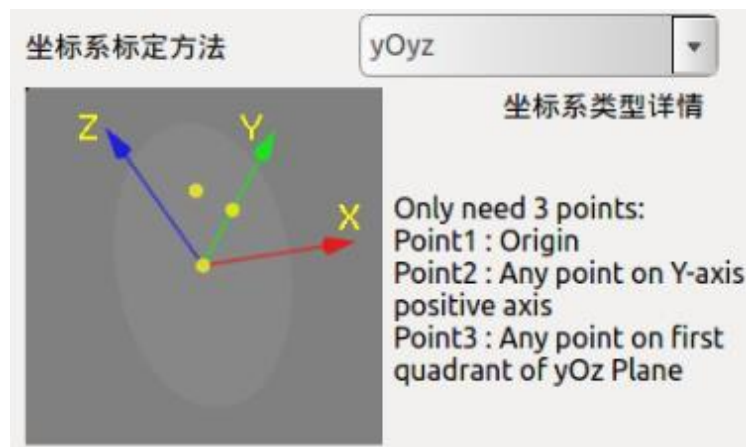 坐标系标定方法 yOyz
坐标系类型详情
Z Y
X
Only need 3 points:
Point1 : Origin
Point2 : Any point on Y-axis
positive axis
Point3 : Any point on first
quadrant of yOz Plane